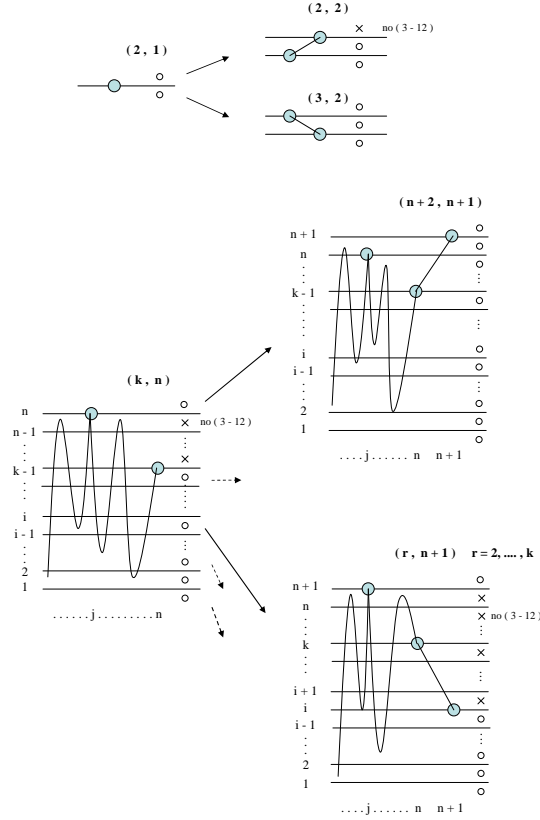 ( 2 , 2 )
no ( 3 - 12 )
( 2 , 1 )
( 3 , 2 )
( n + 2 , n + 1 )
n + 1
n
k - 1
i
i - 1
2
1
. . . . j . . . . . . n n + 1
( k , n )
n
n - 1
no ( 3 - 12 )
k - 1
i
i - 1
2
1
. . . . . . j . . . . . . . . . n
( r , n + 1 ) r = 2, .... , k
n + 1
n
no ( 3 - 12 )
k
i + 1
i
i - 1
2
1
. . . . j . . . . . . n n + 1